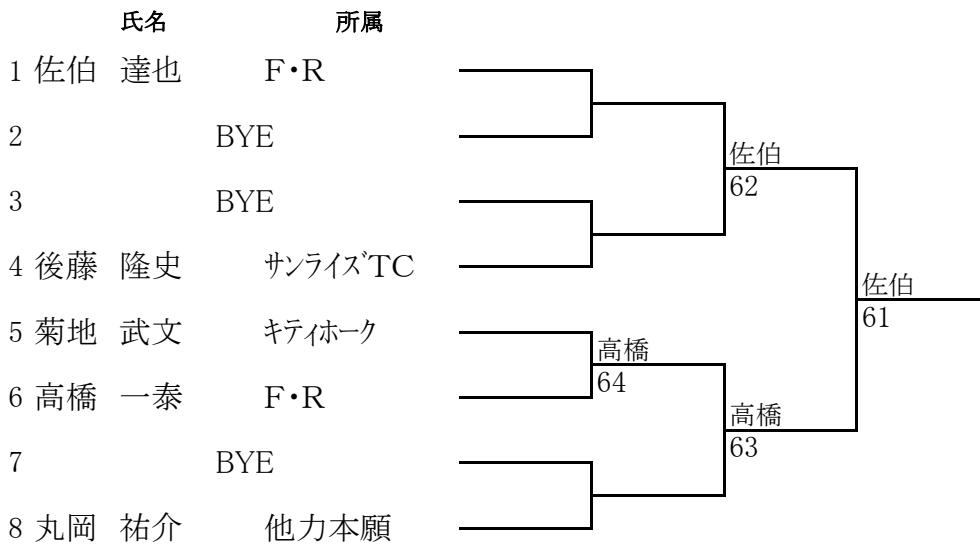 氏名 所属
1 佐伯 達也 F・R
2 BYE
佐伯
62
3 BYE
4 後藤 隆史 サンライズTC
佐伯
61
5 菊地 武文 キティホーク
高橋
64
6 高橋 一泰 F・R
高橋
63
7 BYE
8 丸岡 祐介 他力本願